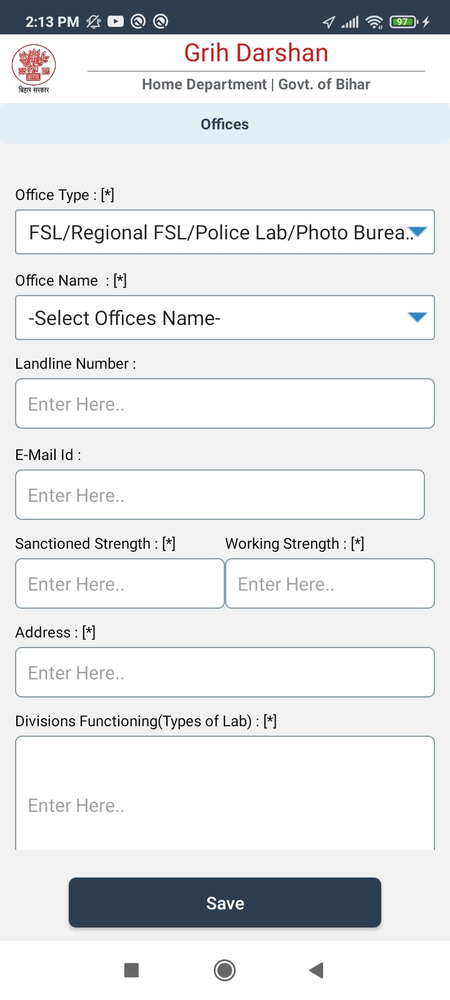 2:13 PM
97
Grih Darshan
Home Department | Govt. of Bihar
बिहार सरकार
Offices
Office Type : [*]
FSL/Regional FSL/Police Lab/Photo Burea..
Office Name  : [*]
-Select Offices Name-
Landline Number :
Enter Here..
E-Mail Id :
Enter Here..
Sanctioned Strength : [*]
Working Strength : [*]
Enter Here..
Enter Here..
Address : [*]
Enter Here..
Divisions Functioning(Types of Lab) : [*]
Enter Here..
Save